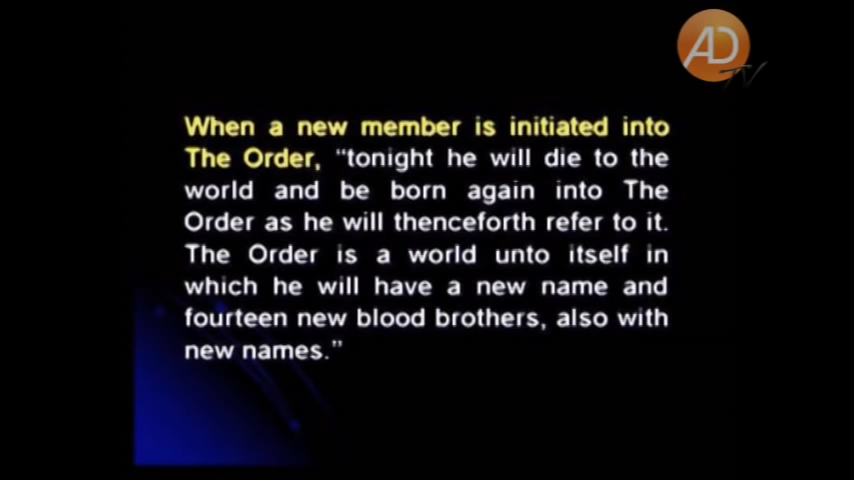 AD
TV
When a new member is initiated into
The Order, “tonight he will die to the
world and be born again into The
Order as he will thenceforth refer to it.
The Order is a world unto itself in
which he will have a new name and
fourteen new blood brothers, also with
new names.”